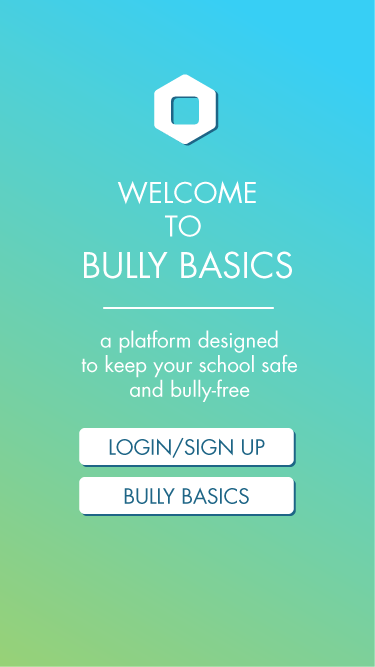 WELCOME
TO
BULLY BASICS
a platform designed
to keep your school safe
and bully-free
LOGIN/SIGN UP
BULLY BASICS